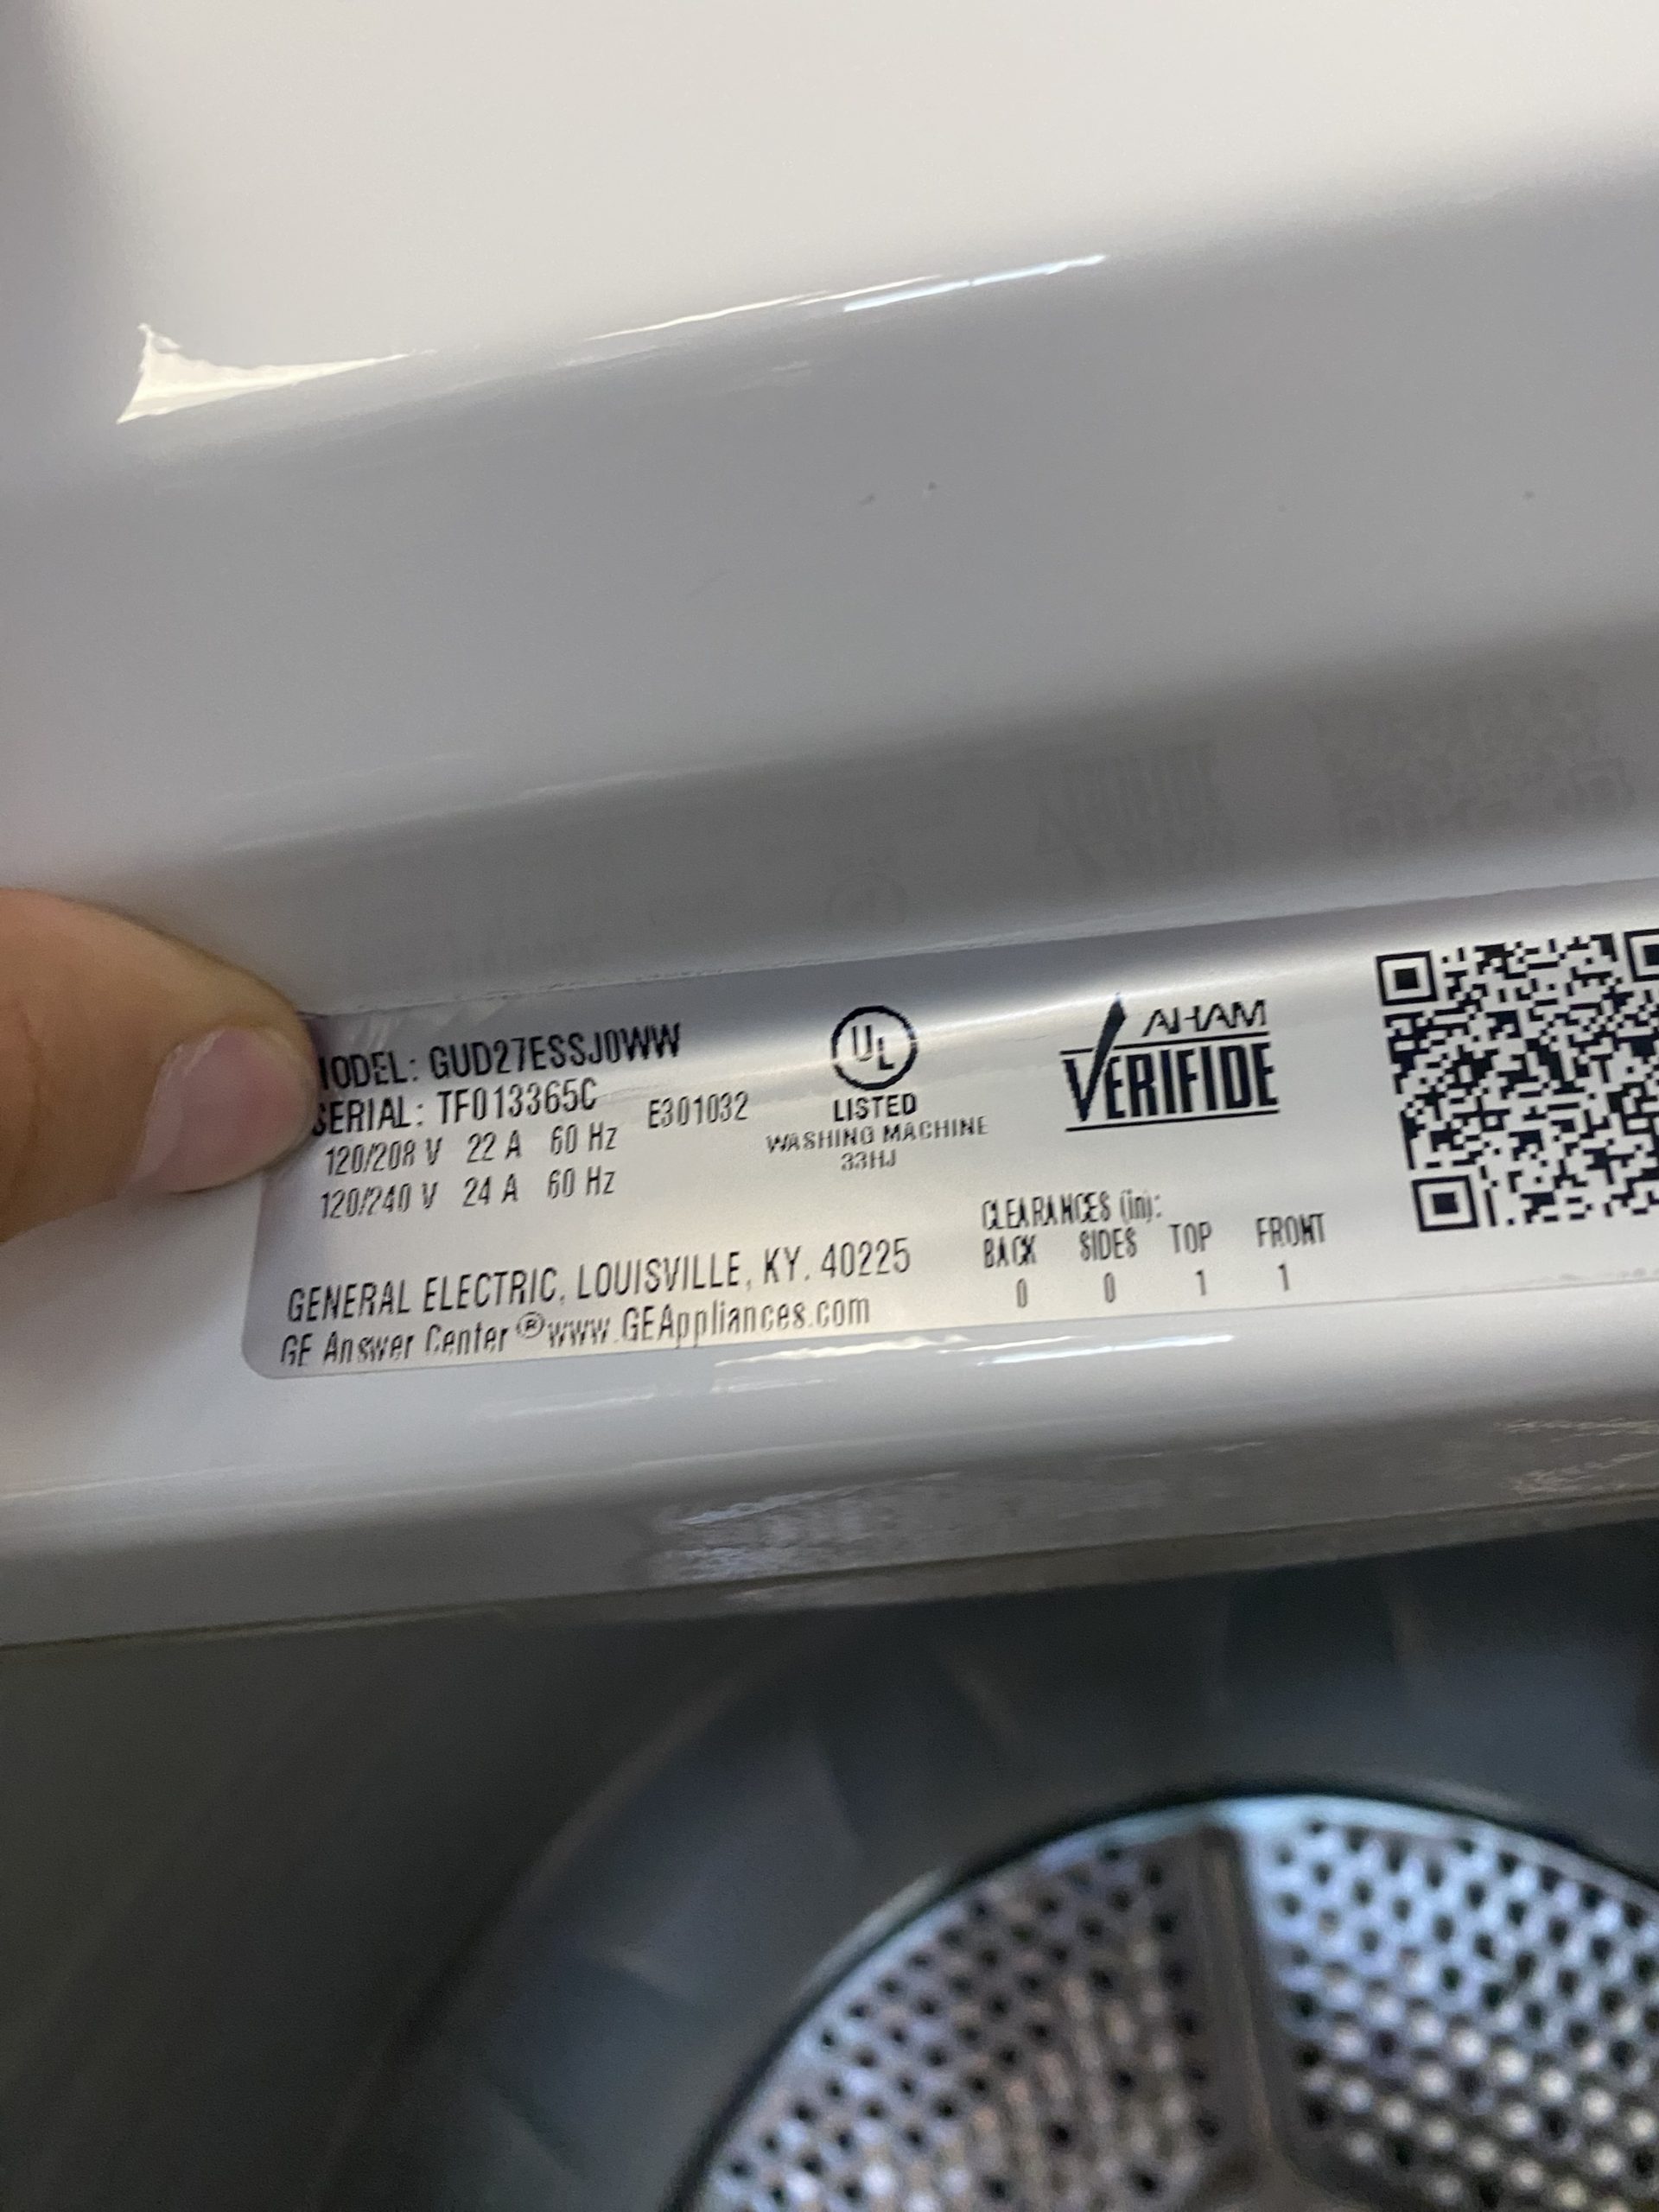 MODEL: GUD27ESSJ0WW
SERIAL: TF013365C E301032
120/208 V 22 A 60 Hz
120/240 V 24 A 60 Hz
GENERAL ELECTRIC, LOUISVILLE, KY. 40225
GE Answer Center ® www.GEAppliances.com
UL
LISTED
WASHING MACHINE
33HJ
AHAM
VERIFIDE
CLEARANCES (in):
BACK SIDES TOP FRONT
0 0 1 1